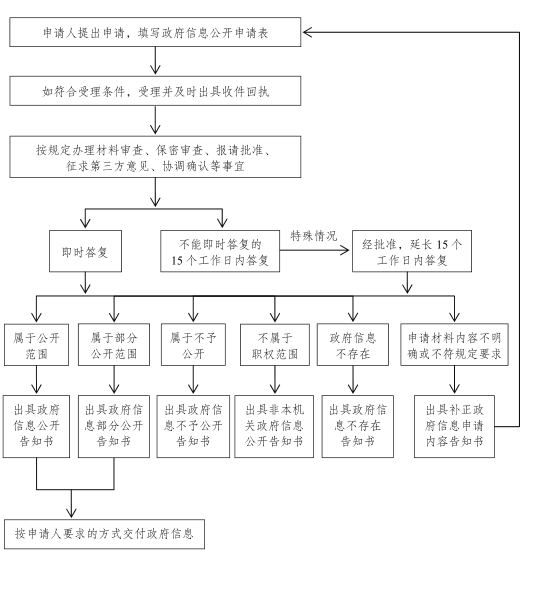 申请人提出申请，填写政府信息公开申请表
如符合受理条件，受理并及时出具收件回执
按规定办理材料审查、保密审查、报请批准、
征求第三方意见、协调确认等事宜
即时答复
不能即时答复的
15个工作日内答复
特殊情况
经批准，延长15个
工作日内答复
属于公开
范围
属于部分
公开范围
属于不予
公开
不属于
职权范围
政府信息
不存在
申请材料内容不明
确或不符规定要求
出具政府
信息公开
告知书
出具政府信
息部分公开
告知书
出具政府信
息不予公开
告知书
出具非本机
关政府信息
公开告知书
出具政府信
息不存在
告知书
出具补正政
府信息申请
内容告知书
按申请人要求的方式交付政府信息